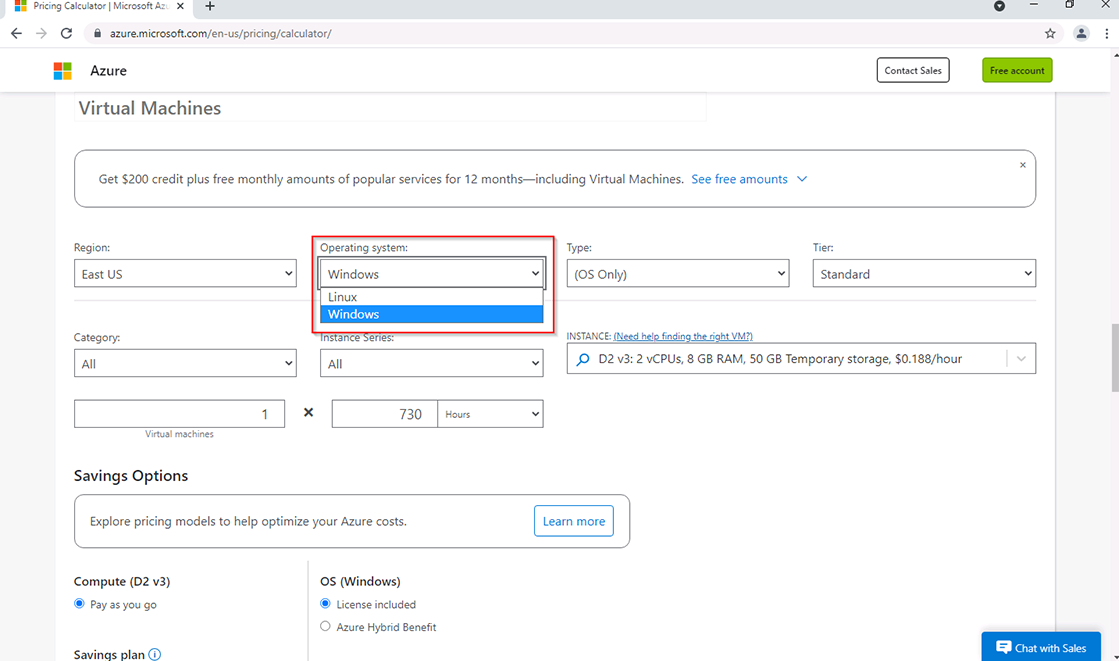 Pricing Calculator | Microsoft Az
azure.microsoft.com/en-us/pricing/calculator/
Azure
Contact Sales
Free account
Virtual Machines
Get $200 credit plus free monthly amounts of popular services for 12 months—including Virtual Machines. See free amounts
Region:
Operating system:
Type:
Tier:
East US
Windows
(OS Only)
Standard
Linux
Windows
Category:
Instance Series:
INSTANCE: (Need help finding the right VM?)
All
All
D2 v3: 2 vCPUs, 8 GB RAM, 50 GB Temporary storage, $0.188/hour
1
730
Hours
Virtual machines
Savings Options
Explore pricing models to help optimize your Azure costs.
Learn more
Compute (D2 v3)
OS (Windows)
Pay as you go
License included
Azure Hybrid Benefit
Savings plan
Chat with Sales